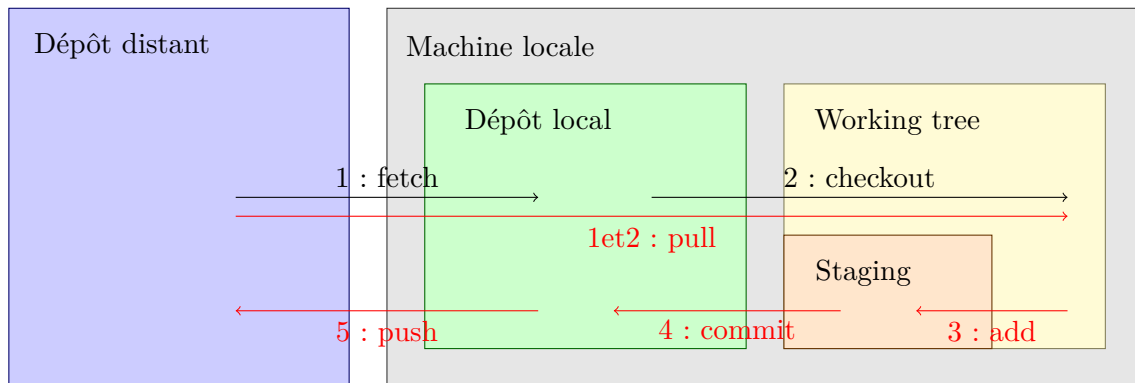 Dépôt distant
Machine locale
Dépôt local
Working tree
1 : fetch
2 : checkout
1et2 : pull
Staging
5 : push
4 : commit
3 : add